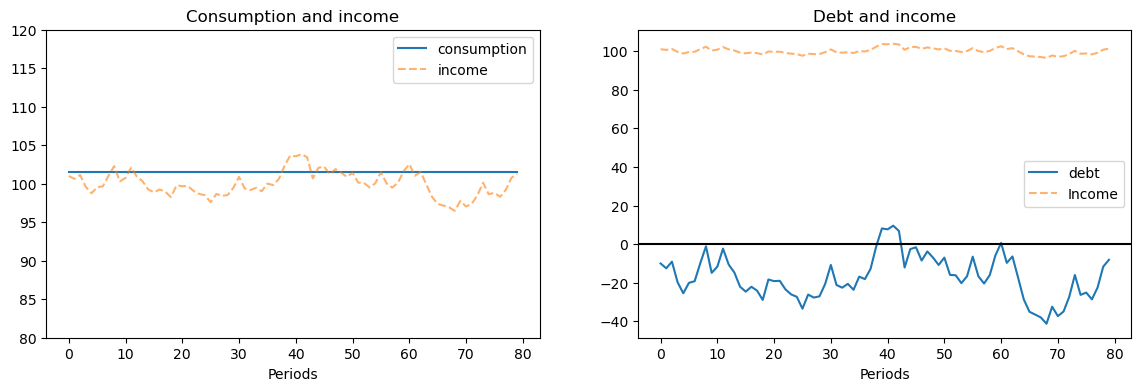 Consumption and income
120
115
110
105
100
95
90
85
80
0 10 20 30 40 50 60 70 80
Periods
consumption
income
Debt and income
100
80
60
40
20
0
−20
−40
0 10 20 30 40 50 60 70 80
Periods
debt
Income